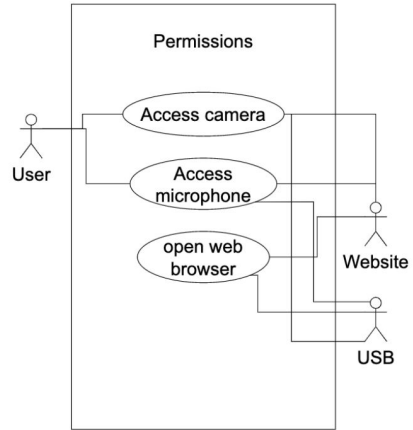 Permissions
Access camera
User
Access
microphone
open web
browser
Website
USB